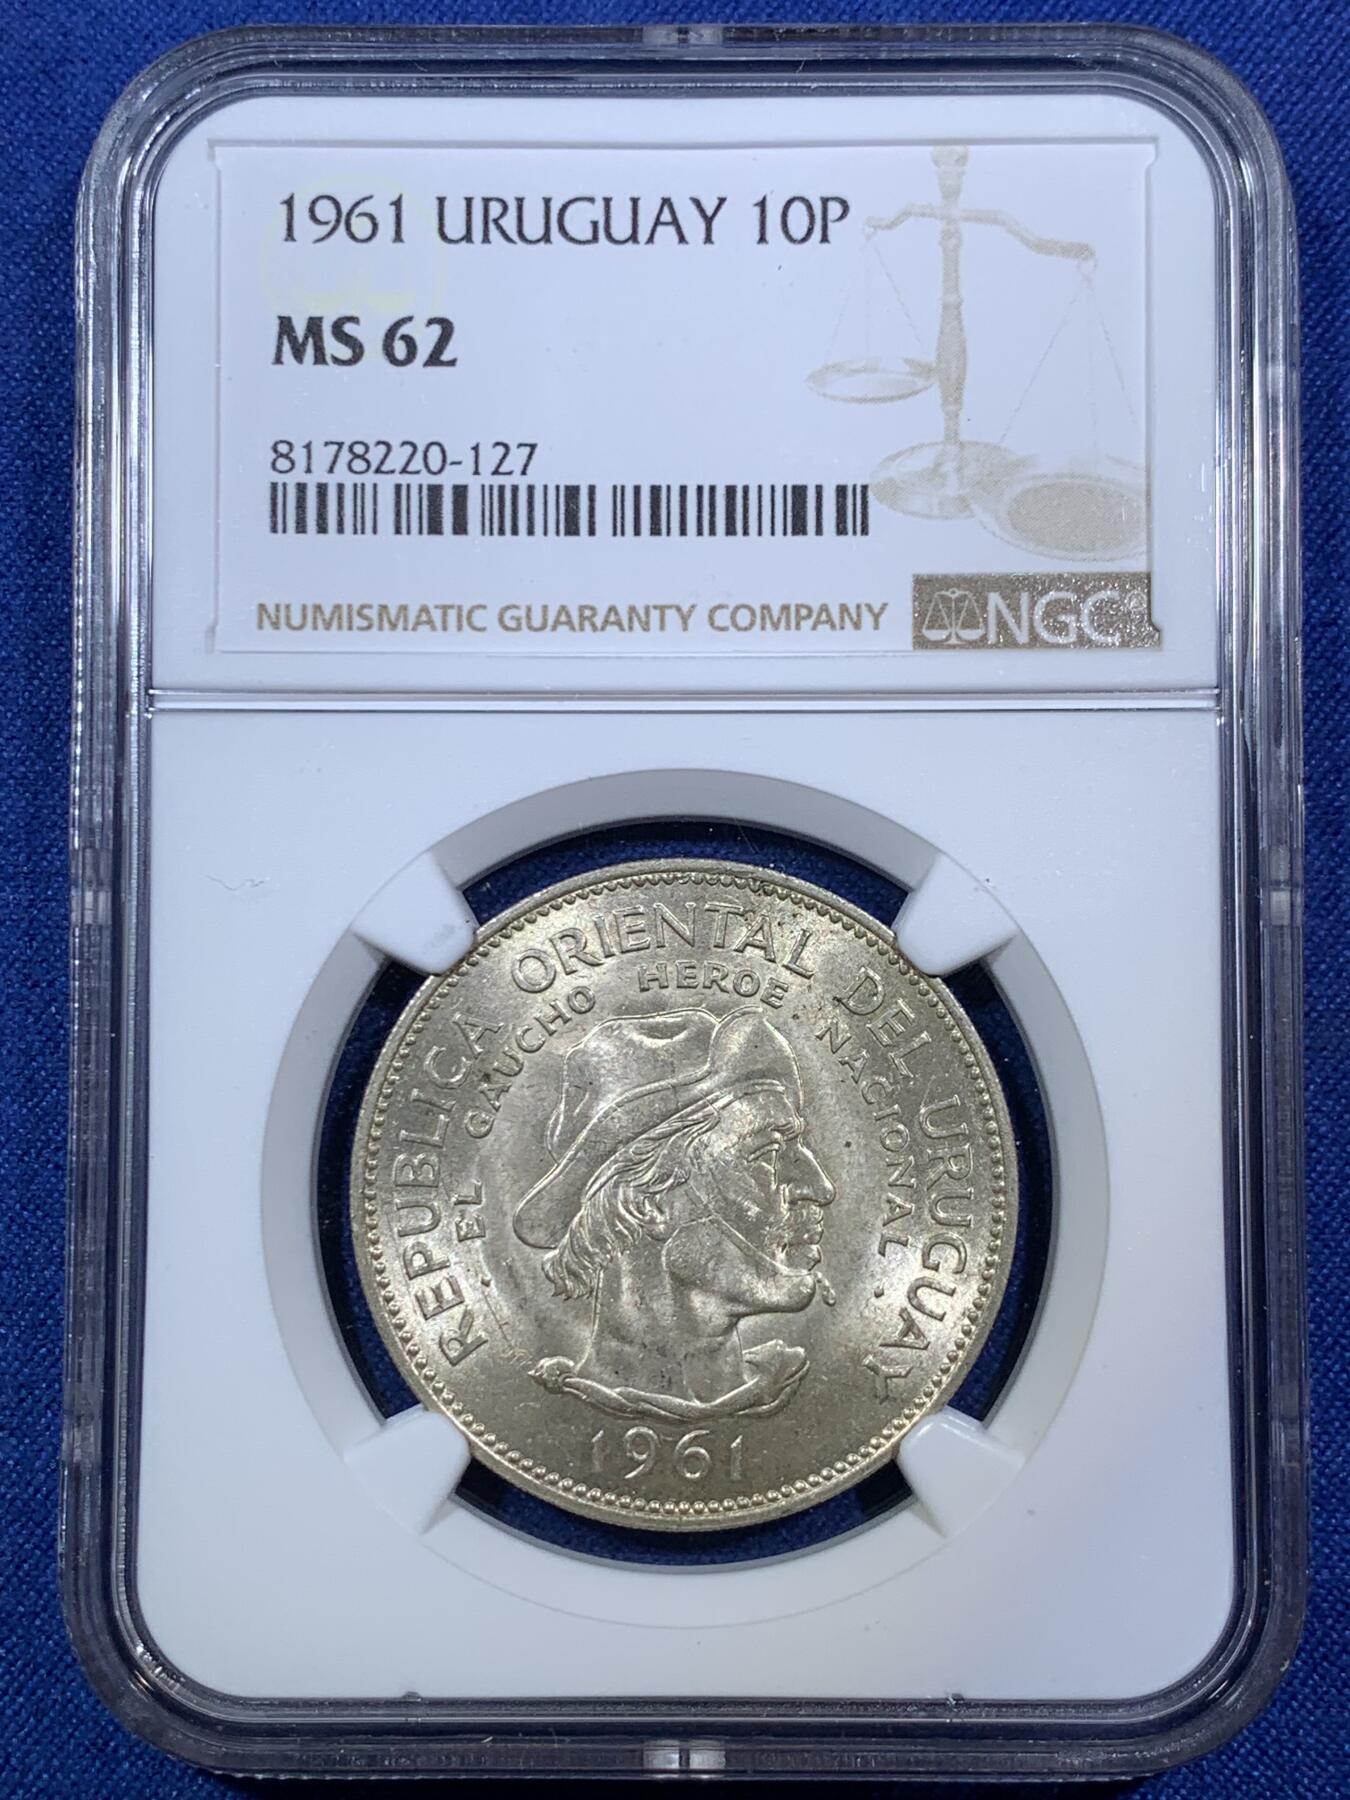 1961 URUGUAY 10P
MS 62
8178220-127
NUMISMATIC GUARANTY COMPANY
NGC
REPUBLICA ORIENTAL DEL URUGUAY
· EL GAUCHO HEROE NACIONAL ·
1961